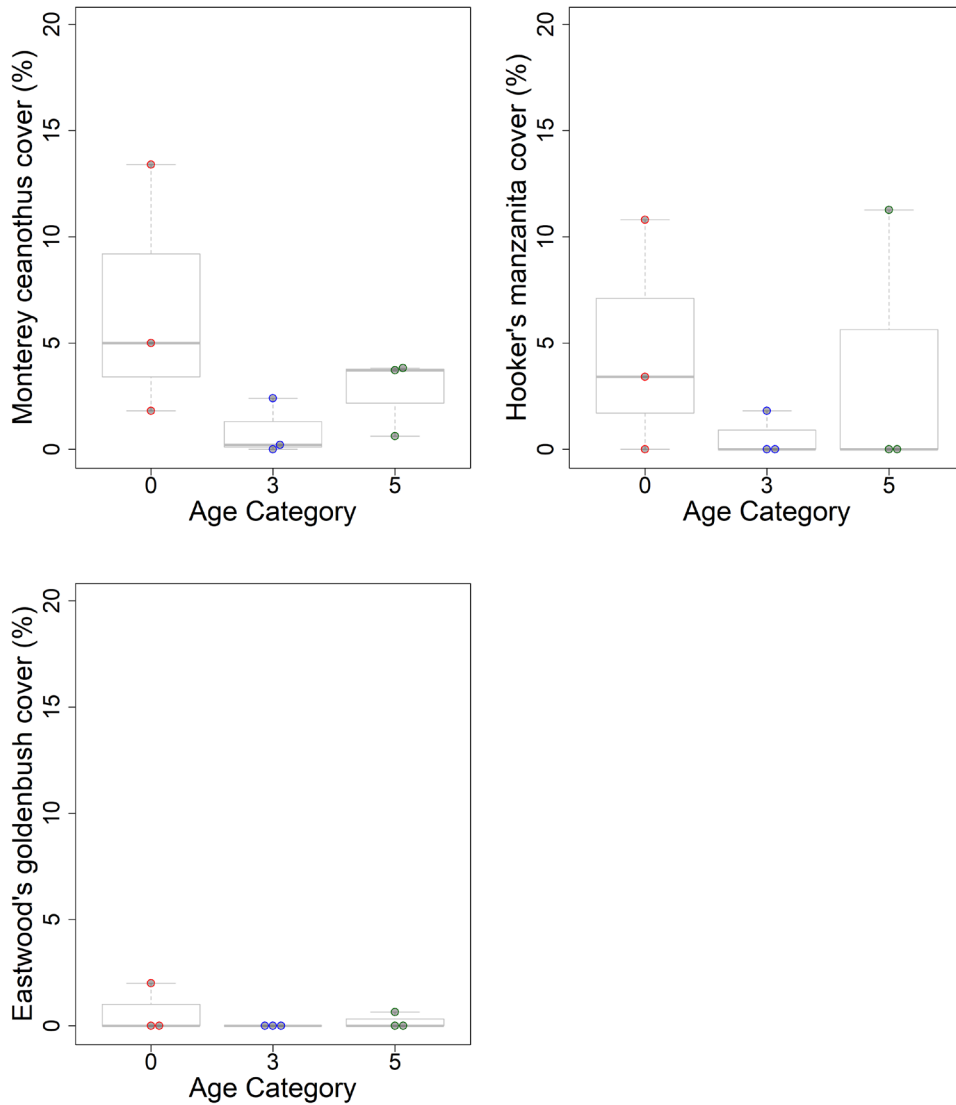 Monterey ceanothus cover (%)
20
15
10
5
0
0 3 5
Age Category
Hooker's manzanita cover (%)
20
15
10
5
0
0 3 5
Age Category
Eastwood's goldenbush cover (%)
20
15
10
5
0
0 3 5
Age Category